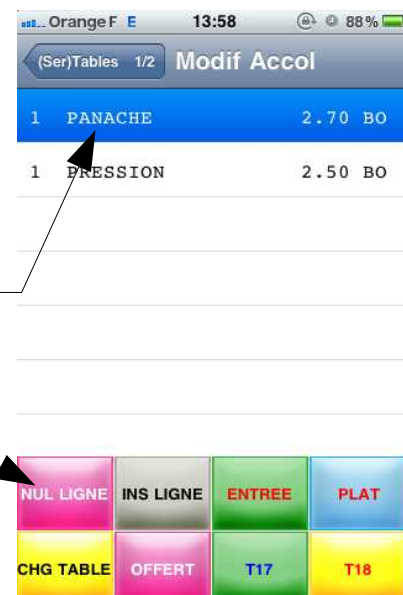 Orange F E 13:58 88%
(Ser)Tables 1/2 Modif Accol
1 PANACHE 2.70 BO
1 PRESSION 2.50 BO
NUL LIGNE INS LIGNE ENTREE PLAT
CHG TABLE OFFERT T17 T18